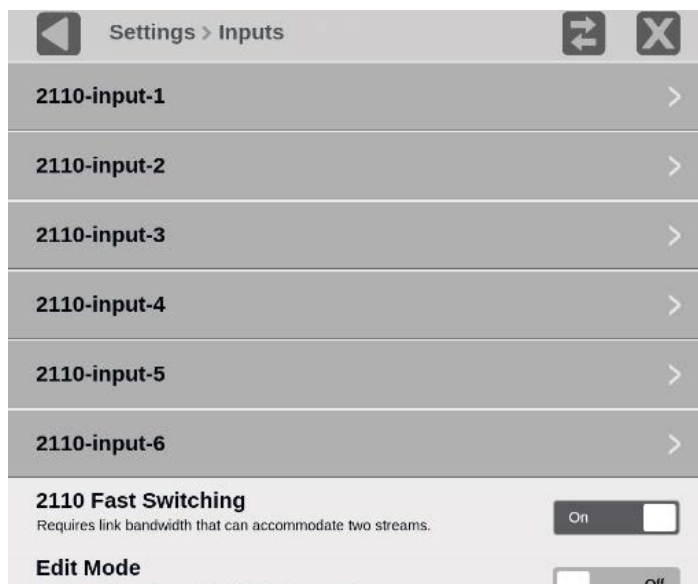 Settings > Inputs
2110-input-1
2110-input-2
2110-input-3
2110-input-4
2110-input-5
2110-input-6
2110 Fast Switching
Requires link bandwidth that can accommodate two streams.
On
Edit Mode
Off